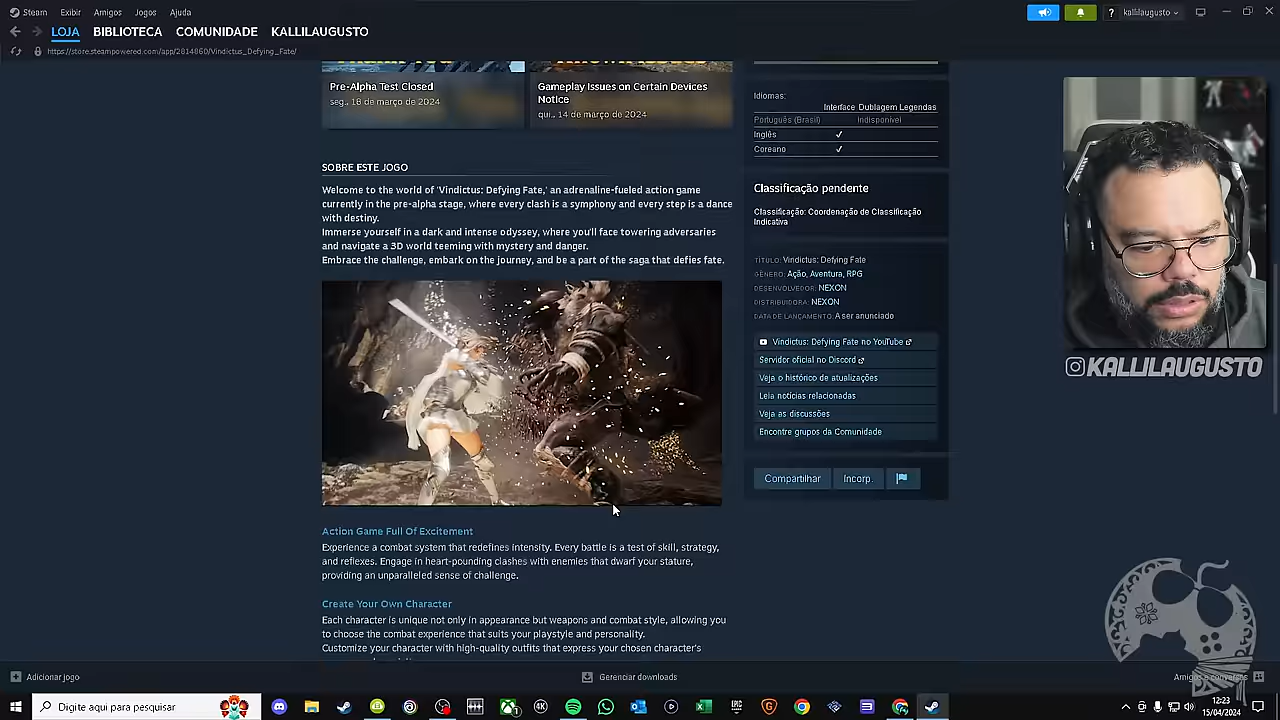 Steam Exibir Amigos Jogos Ajuda
kallilaugusto
LOJA BIBLIOTECA COMUNIDADE KALLILAUGUSTO
https://store.steampowered.com/app/2814860/Vindictus_Defying_Fate/
Pre-Alpha Test Closed
seg., 18 de março de 2024
Gameplay Issues on Certain Devices
Notice
qui., 14 de março de 2024
SOBRE ESTE JOGO
Welcome to the world of 'Vindictus: Defying Fate,' an adrenaline-fueled action game
currently in the pre-alpha stage, where every clash is a symphony and every step is a dance
with destiny.
Immerse yourself in a dark and intense odyssey, where you'll face towering adversaries
and navigate a 3D world teeming with mystery and danger.
Embrace the challenge, embark on the journey, and be a part of the saga that defies fate.
Action Game Full Of Excitement
Experience a combat system that redefines intensity. Every battle is a test of skill, strategy,
and reflexes. Engage in heart-pounding clashes with enemies that dwarf your stature,
providing an unparalleled sense of challenge.
Create Your Own Character
Each character is unique not only in appearance but weapons and combat style, allowing you
to choose the combat experience that suits your playstyle and personality.
Customize your character with high-quality outfits that express your chosen character's
Idiomas:
Interface Dublagem Legendas
Português (Brasil) Indisponível
Inglês ✓
Coreano ✓
Classificação pendente
Classificação: Coordenação de Classificação
Indicativa
TÍTULO: Vindictus: Defying Fate
GÊNERO: Ação, Aventura, RPG
DESENVOLVEDOR: NEXON
DISTRIBUIDORA: NEXON
DATA DE LANÇAMENTO: A ser anunciado
Vindictus: Defying Fate no YouTube
Servidor oficial no Discord
Veja o histórico de atualizações
Leia notícias relacionadas
Veja as discussões
Encontre grupos da Comunidade
Compartilhar Incorp.
KALLILAUGUSTO
Adicionar jogo
Gerenciar downloads
Amigos e
Digite aqui para pesquisar
12:23
15/04/2024